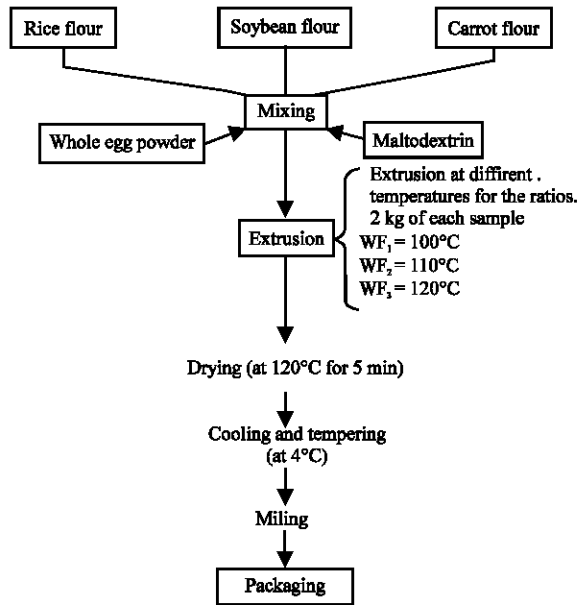 Rice flour
Soybean flour
Carrot flour
Mixing
Whole egg powder
Maltodextrin
Extrusion at diffirent .
temperatures for the ratios.
2 kg of each sample
Extrusion
WF₁ = 100°C
WF₂ = 110°C
WF₃ = 120°C
Drying (at 120°C for 5 min)
Cooling and tempering
(at 4°C)
Miling
Packaging